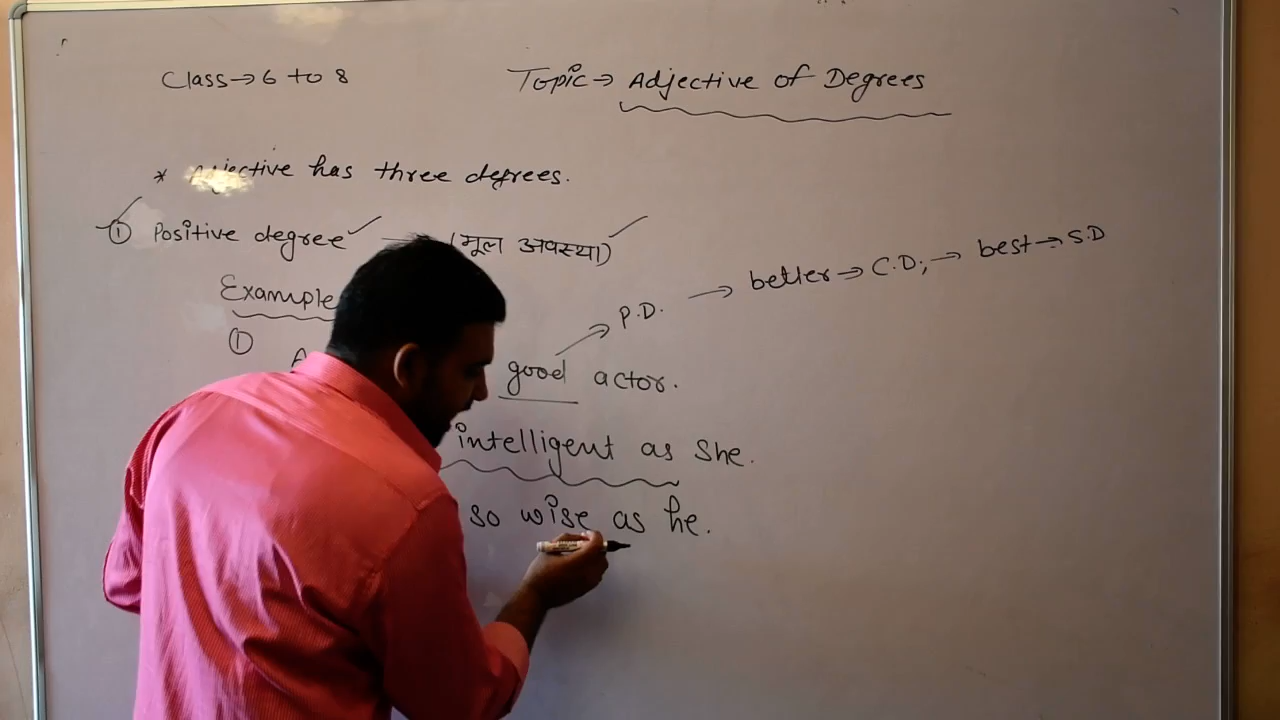 Class→6 to 8
Topic→ Adjective of Degrees
* Adjective has three degrees.
① Positive degree — (मूल अवस्था)
Example
① A
good actor.
→ P.D. → better→ C.D; → best→ S.D
intelligent as She.
so wise as he.